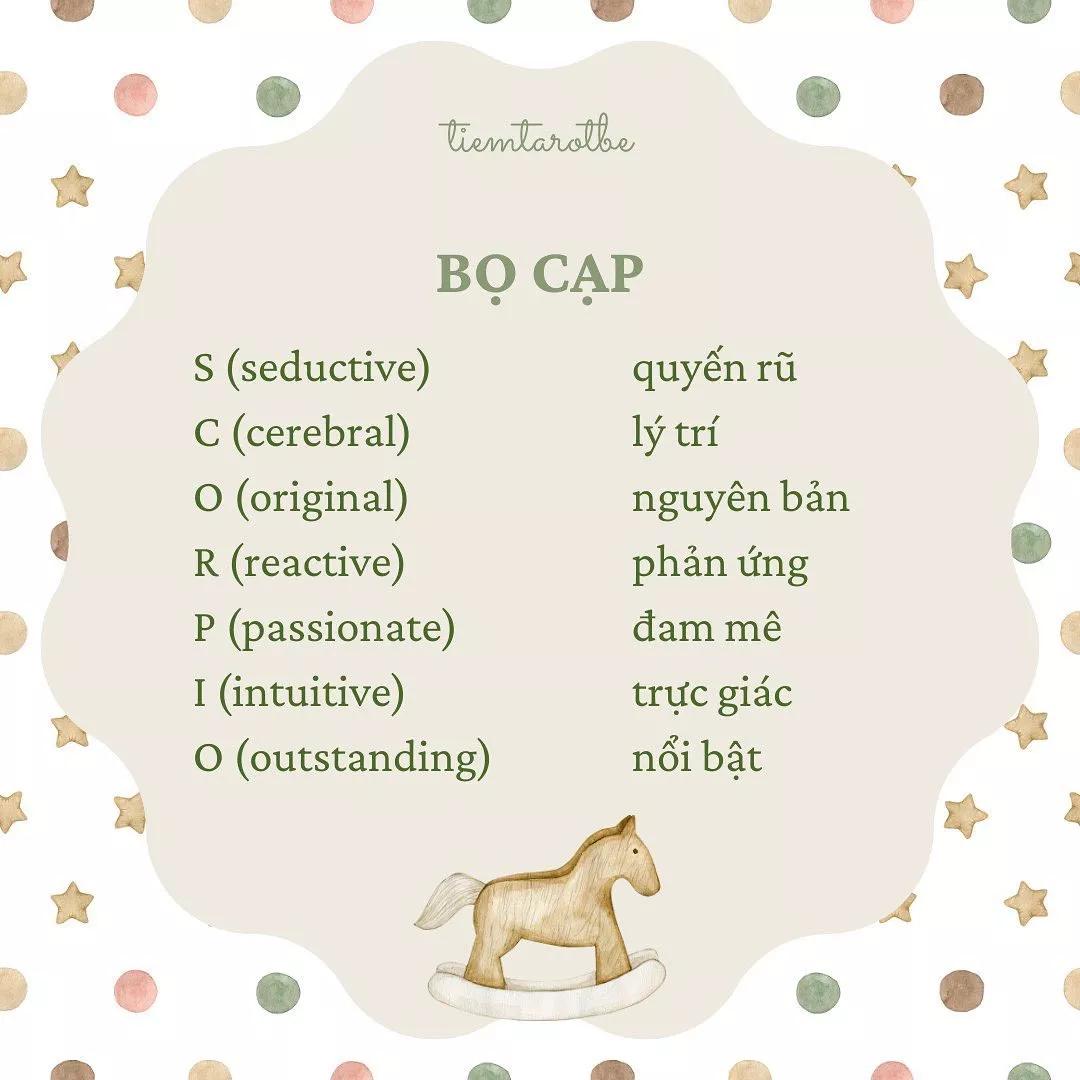 tiemtarotbe
BỌ CẠP
S (seductive) quyến rũ
C (cerebral) lý trí
O (original) nguyên bản
R (reactive) phản ứng
P (passionate) đam mê
I (intuitive) trực giác
O (outstanding) nổi bật